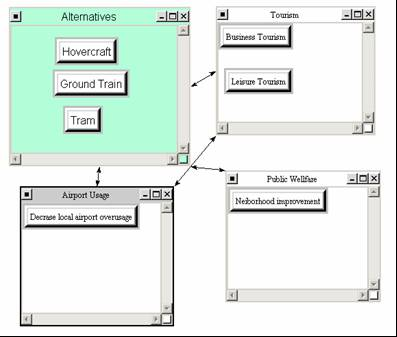 Alternatives
Hovercraft
Ground Train
Tram
Tourism
Business Tourism
Leisure Tourism
Airport Usage
Decrase local airport overusage
Public Wellfare
Neiborhood improvement